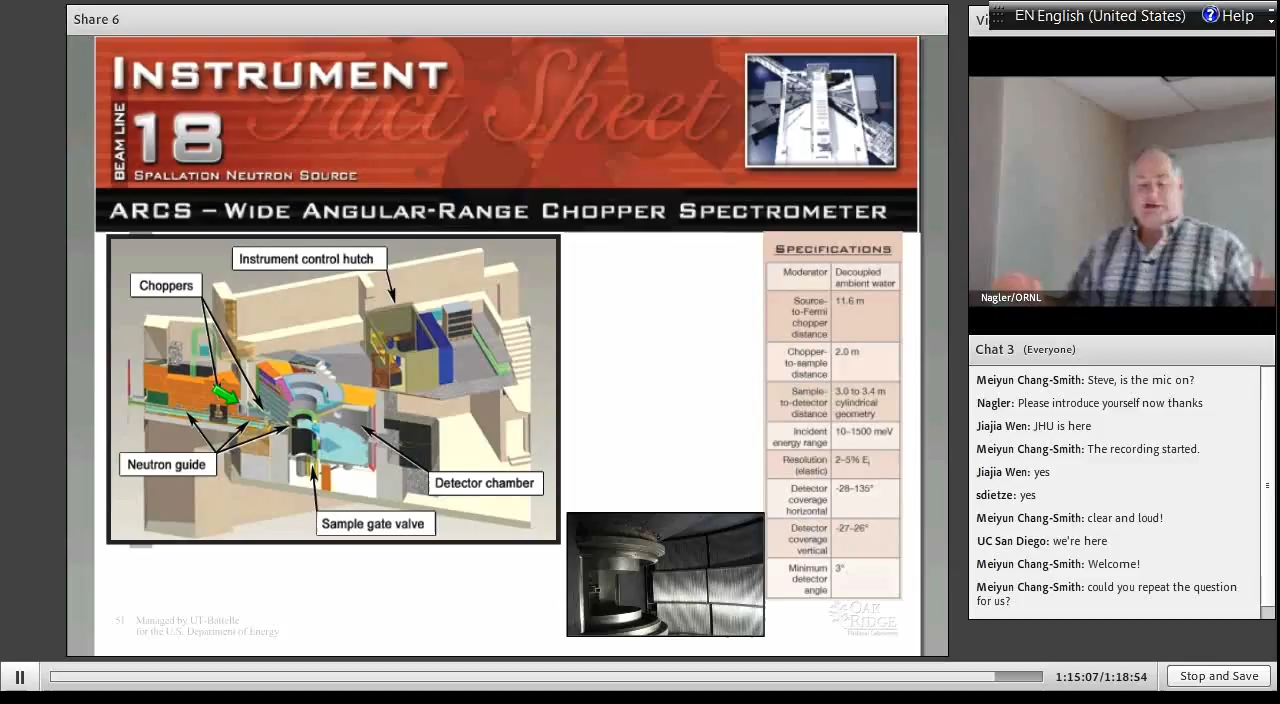 Share 6
Vi
EN English (United States)
? Help
INSTRUMENT
Fact Sheet
BEAM LINE
18
SPALLATION NEUTRON SOURCE
ARCS – WIDE ANGULAR-RANGE CHOPPER SPECTROMETER
Instrument control hutch
Choppers
Neutron guide
Detector chamber
Sample gate valve
SPECIFICATIONS
Moderator Decoupled
ambient water
Source- 11.6 m
to-Fermi
chopper
distance
Chopper- 2.0 m
to-sample
distance
Sample- 3.0 to 3.4 m
to-detector cylindrical
distance geometry
Incident 10–1500 meV
energy range
Resolution 2–5% Ei
(elastic)
Detector -28–135°
coverage
horizontal
Detector -27–26°
coverage
vertical
Minimum 3°
detector
angle
51 Managed by UT-Battelle
for the U.S. Department of Energy
OAK
RIDGE
National Laboratory
Nagler/ORNL
Chat 3 (Everyone)
Meiyun Chang-Smith: Steve, is the mic on?
Nagler: Please introduce yourself now thanks
Jiajia Wen: JHU is here
Meiyun Chang-Smith: The recording started.
Jiajia Wen: yes
sdietze: yes
Meiyun Chang-Smith: clear and loud!
UC San Diego: we're here
Meiyun Chang-Smith: Welcome!
Meiyun Chang-Smith: could you repeat the question
for us?
1:15:07/1:18:54
Stop and Save